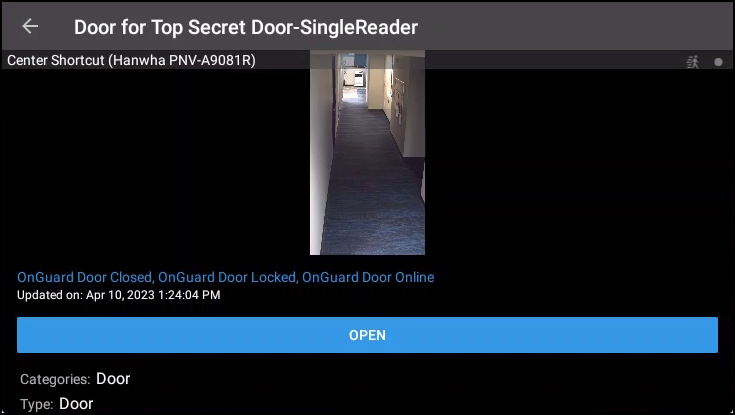 Door for Top Secret Door-SingleReader
Center Shortcut (Hanwha PNV-A9081R)
OnGuard Door Closed, OnGuard Door Locked, OnGuard Door Online
Updated on: Apr 10, 2023 1:24:04 PM
OPEN
Categories: Door
Type: Door